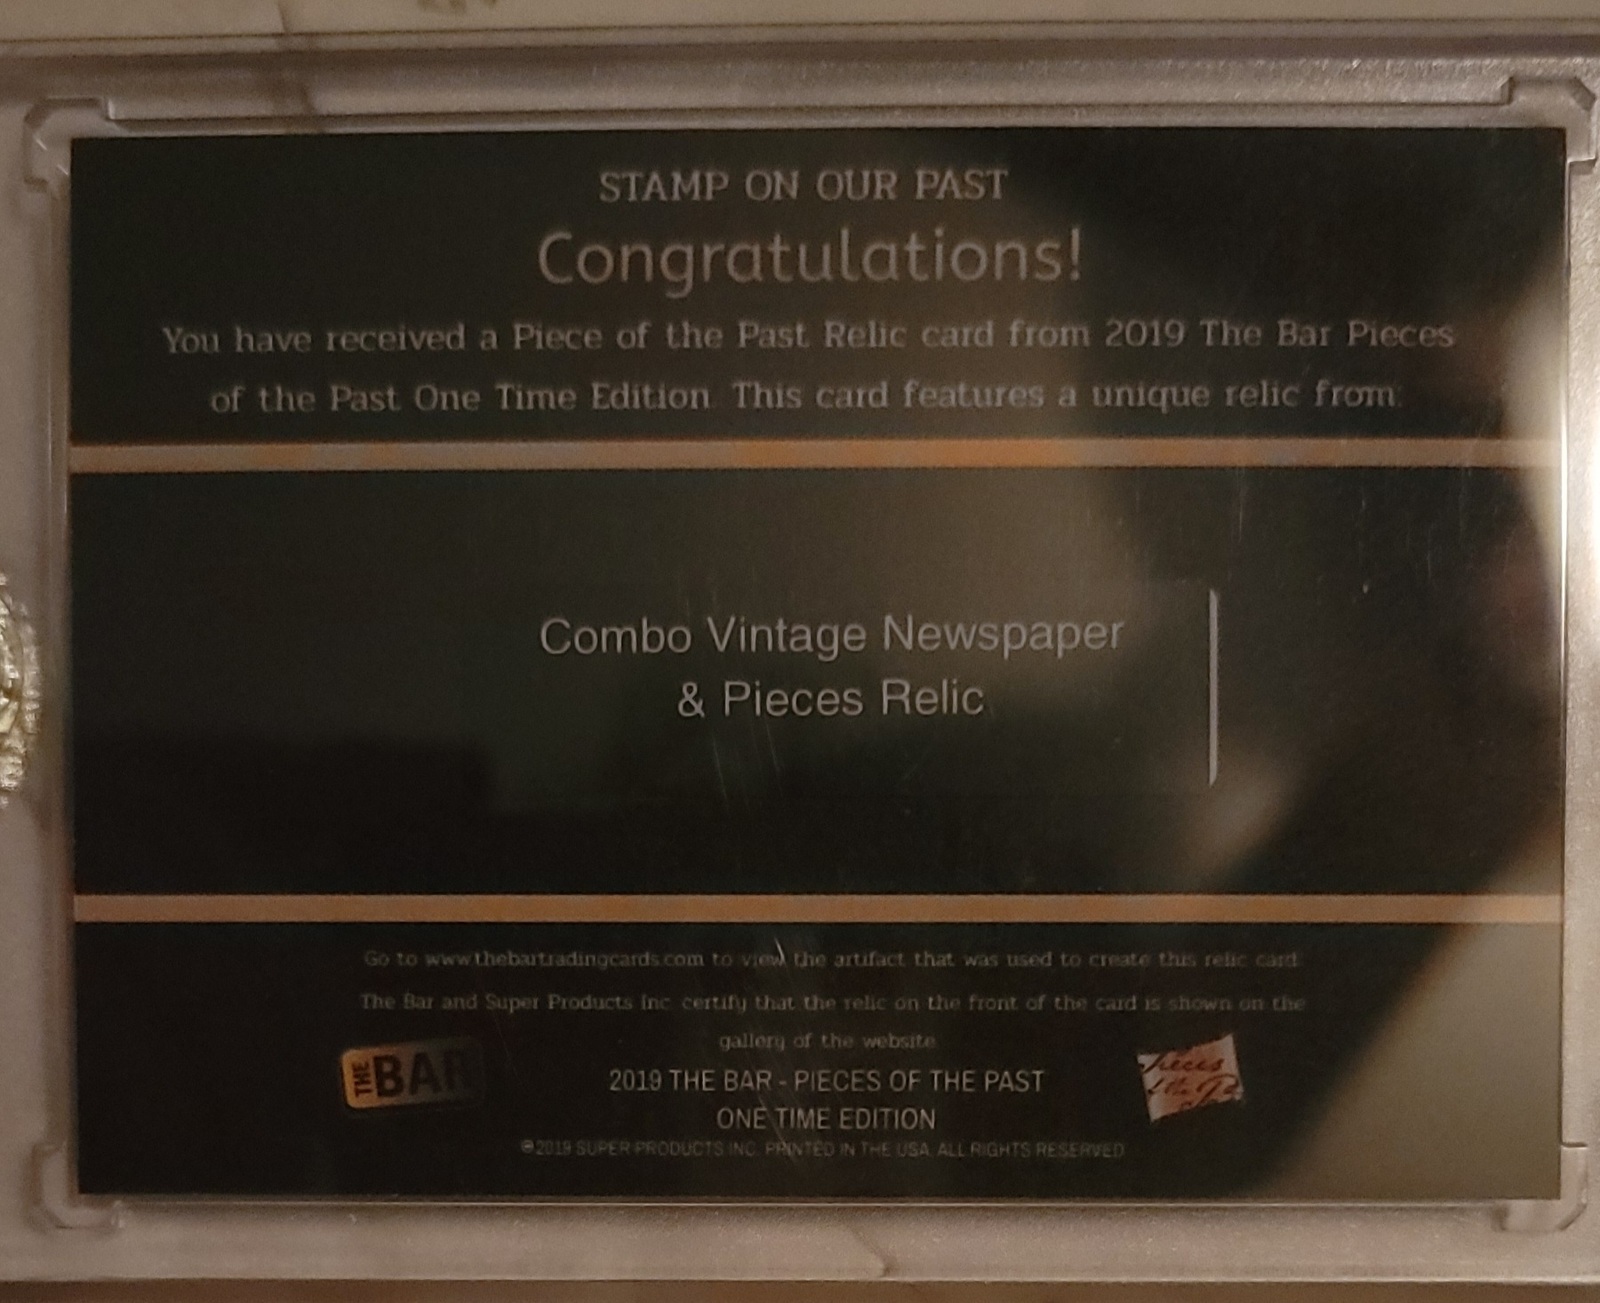 STAMP ON OUR PAST
Congratulations!
You have received a Piece of the Past Relic card from 2019 The Bar Pieces
of the Past One Time Edition. This card features a unique relic from:
Combo Vintage Newspaper
& Pieces Relic
Go to www.thebartradingcards.com to view the artifact that was used to create this relic card.
The Bar and Super Products Inc. certify that the relic on the front of the card is shown on the
gallery of the website.
THE BAR
Pieces
of the Past
2019 THE BAR - PIECES OF THE PAST
ONE TIME EDITION
©2019 SUPER PRODUCTS INC. PRINTED IN THE USA. ALL RIGHTS RESERVED